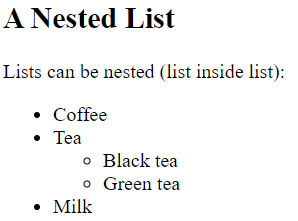 A Nested List
Lists can be nested (list inside list):
• Coffee
• Tea
◦ Black tea
◦ Green tea
• Milk